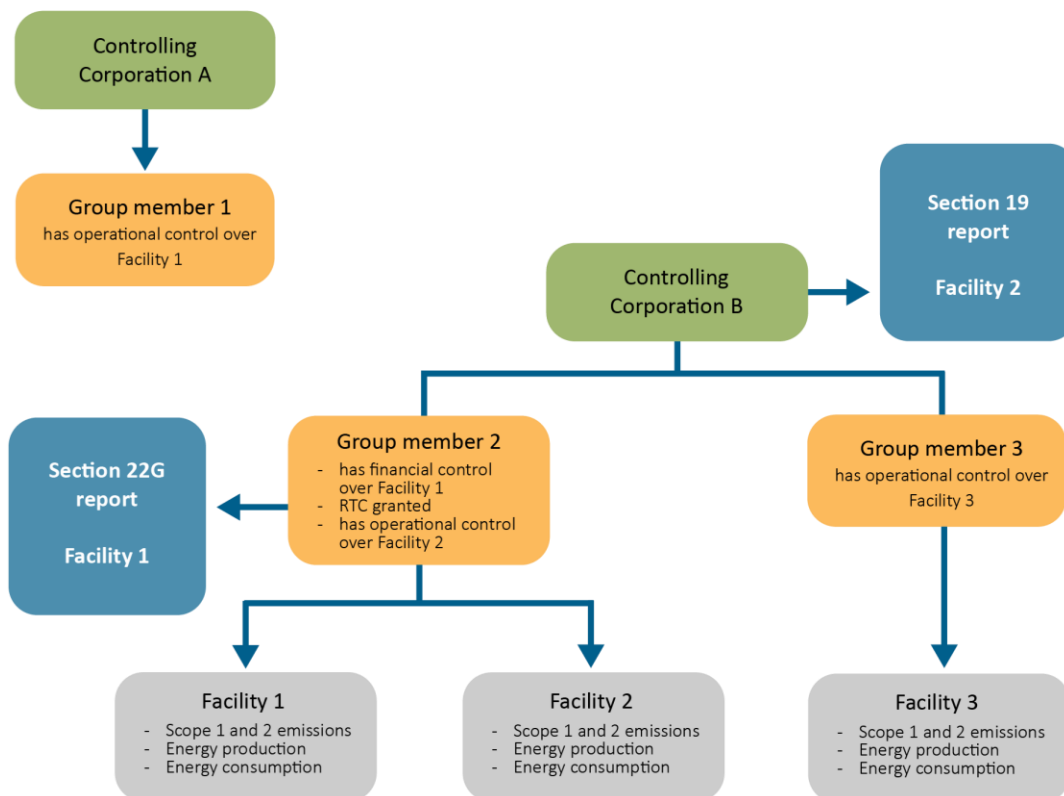 Controlling
Corporation A
Group member 1
has operational control over
Facility 1
Section 19
report
Facility 2
Controlling
Corporation B
Section 22G
report
Facility 1
Group member 2
- has financial control
over Facility 1
- RTC granted
- has operational control
over Facility 2
Group member 3
has operational control over
Facility 3
Facility 1
- Scope 1 and 2 emissions
- Energy production
- Energy consumption
Facility 2
- Scope 1 and 2 emissions
- Energy production
- Energy consumption
Facility 3
- Scope 1 and 2 emissions
- Energy production
- Energy consumption